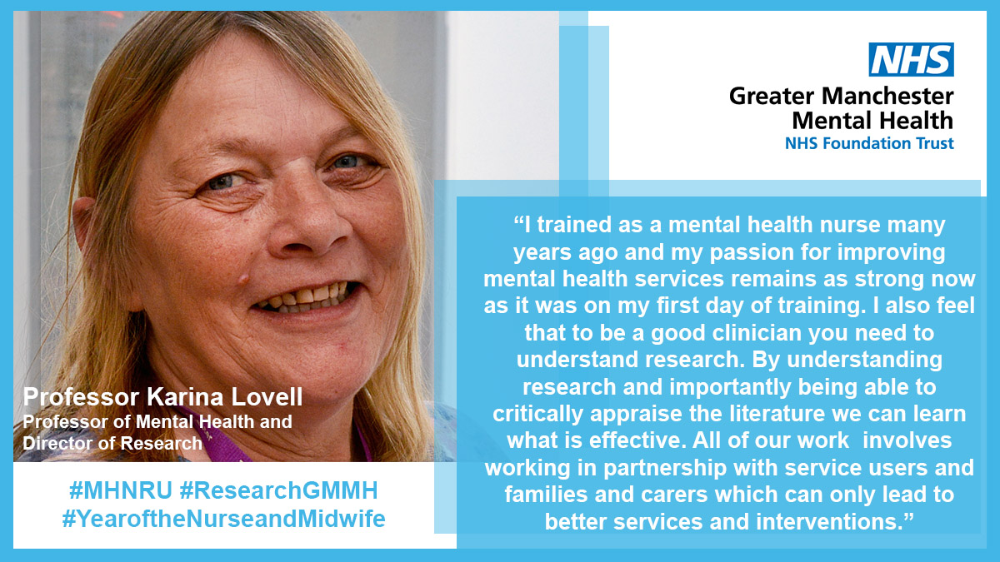 NHS
Greater Manchester
Mental Health
NHS Foundation Trust
“I trained as a mental health nurse many
years ago and my passion for improving
mental health services remains as strong now
as it was on my first day of training. I also feel
that to be a good clinician you need to
understand research. By understanding
research and importantly being able to
critically appraise the literature we can learn
what is effective. All of our work  involves
working in partnership with service users and
families and carers which can only lead to
better services and interventions.”
Professor Karina Lovell
Professor of Mental Health and
Director of Research
#MHNRU #ResearchGMMH
#YearoftheNurseandMidwife